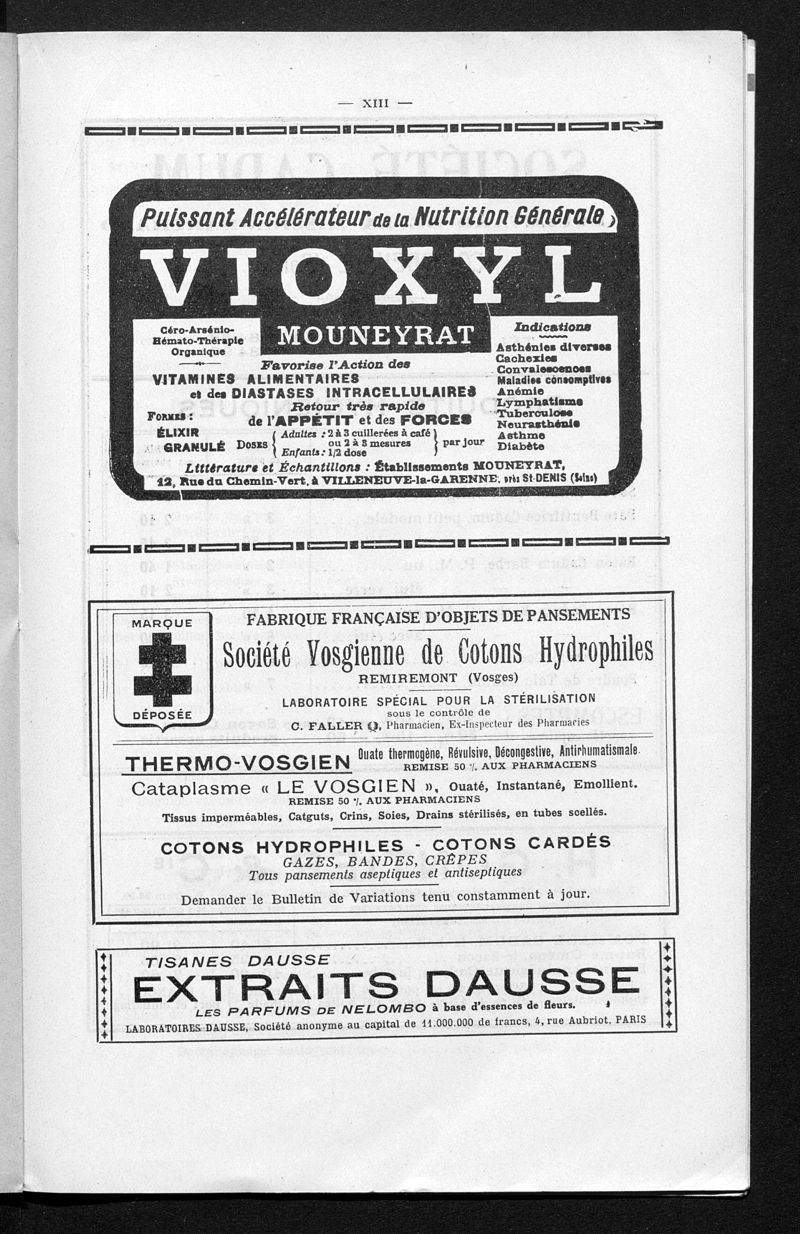 — XIII —
Puissant Accélérateur de la Nutrition Générale
VIOXYL
MOUNEYRAT
Céro-Arsénio-
Hémato-Thérapie
Organique
Favorise l'Action des
VITAMINES ALIMENTAIRES
et des DIASTASES INTRACELLULAIRES
Retour très rapide
de l'APPÉTIT et des FORCES
FORMES :
ÉLIXIR
GRANULÉ
DOSES { Adultes : 2 à 3 cuillerées à café
ou 2 à 3 mesures
Enfants : 1/2 dose } par jour
Indications
Asthénies diverses
Cachexies
Convalescences
Maladies consomptives
Anémie
Lymphatisme
Tuberculose
Neurasthénie
Asthme
Diabète
Littérature et Échantillons : Établissements MOUNEYRAT,
12, Rue du Chemin-Vert, à VILLENEUVE-la-GARENNE, près St-DENIS (Seine)
MARQUE
DÉPOSÉE
FABRIQUE FRANÇAISE D'OBJETS DE PANSEMENTS
Société Vosgienne de Cotons Hydrophiles
REMIREMONT (Vosges)
LABORATOIRE SPÉCIAL POUR LA STÉRILISATION
sous le contrôle de
C. FALLER, Pharmacien, Ex-Inspecteur des Pharmacies
THERMO-VOSGIEN Ouate thermogène, Révulsive, Décongestive, Antirhumatismale.
REMISE 50 % AUX PHARMACIENS
Cataplasme « LE VOSGIEN », Ouaté, Instantané, Emollient.
REMISE 50 % AUX PHARMACIENS
Tissus imperméables, Catguts, Crins, Soies, Drains stérilisés, en tubes scellés.
COTONS HYDROPHILES - COTONS CARDÉS
GAZES, BANDES, CRÊPES
Tous pansements aseptiques et antiseptiques
Demander le Bulletin de Variations tenu constamment à jour.
TISANES DAUSSE
EXTRAITS DAUSSE
LES PARFUMS DE NELOMBO à base d'essences de fleurs.
LABORATOIRES DAUSSE, Société anonyme au capital de 11.000.000 de francs, 4, rue Aubriot, PARIS